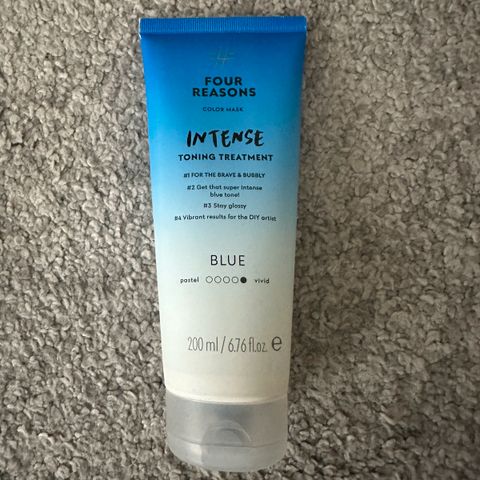 FOUR
REASONS
COLOR MASK
INTENSE
TONING TREATMENT
#1 FOR THE BRAVE & BUBBLY
#2 Get that super intense
blue tone!
#3 Stay glossy
#4 Vibrant results for the DIY artist
BLUE
pastel ○○○○● vivid
200 ml / 6.76 fl.oz. ℮